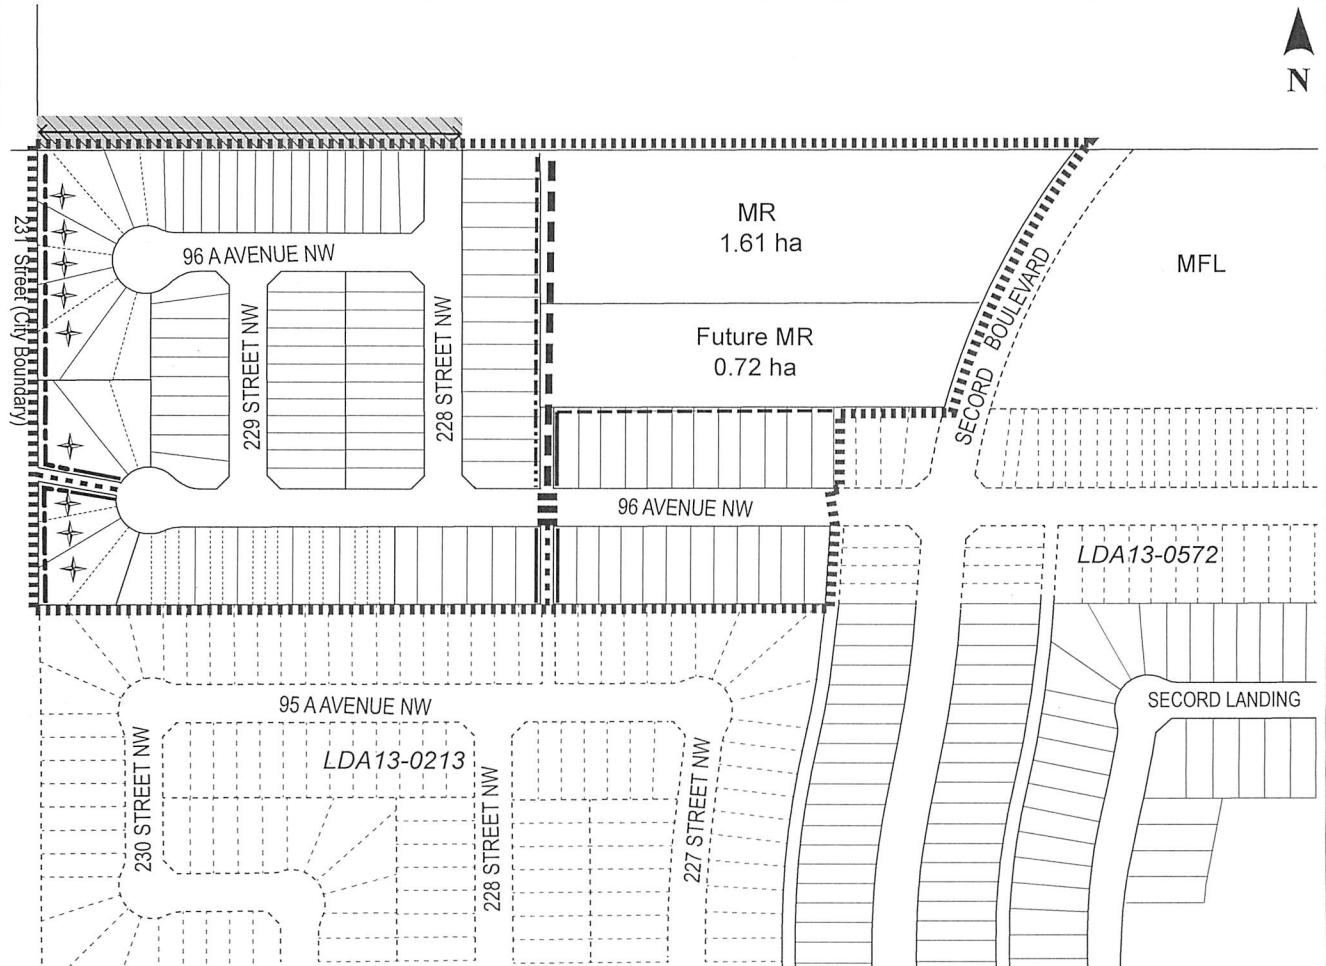 N
MR
1.61 ha
MFL
231 Street (City Boundary)
96 A AVENUE NW
229 STREET NW
228 STREET NW
SECORD BOULEVARD
Future MR
0.72 ha
96 AVENUE NW
LDA13-0572
95 A AVENUE NW
SECORD LANDING
LDA13-0213
230 STREET NW
228 STREET NW
227 STREET NW